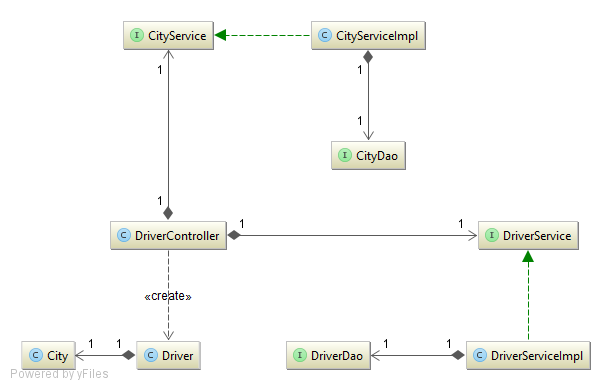 I CityService
C CityServiceImpl
1
1
1
I CityDao
1
1
C DriverController
1
1
I DriverService
«create»
C City
1
1
C Driver
I DriverDao
1
1
C DriverServiceImpl
Powered by yFiles